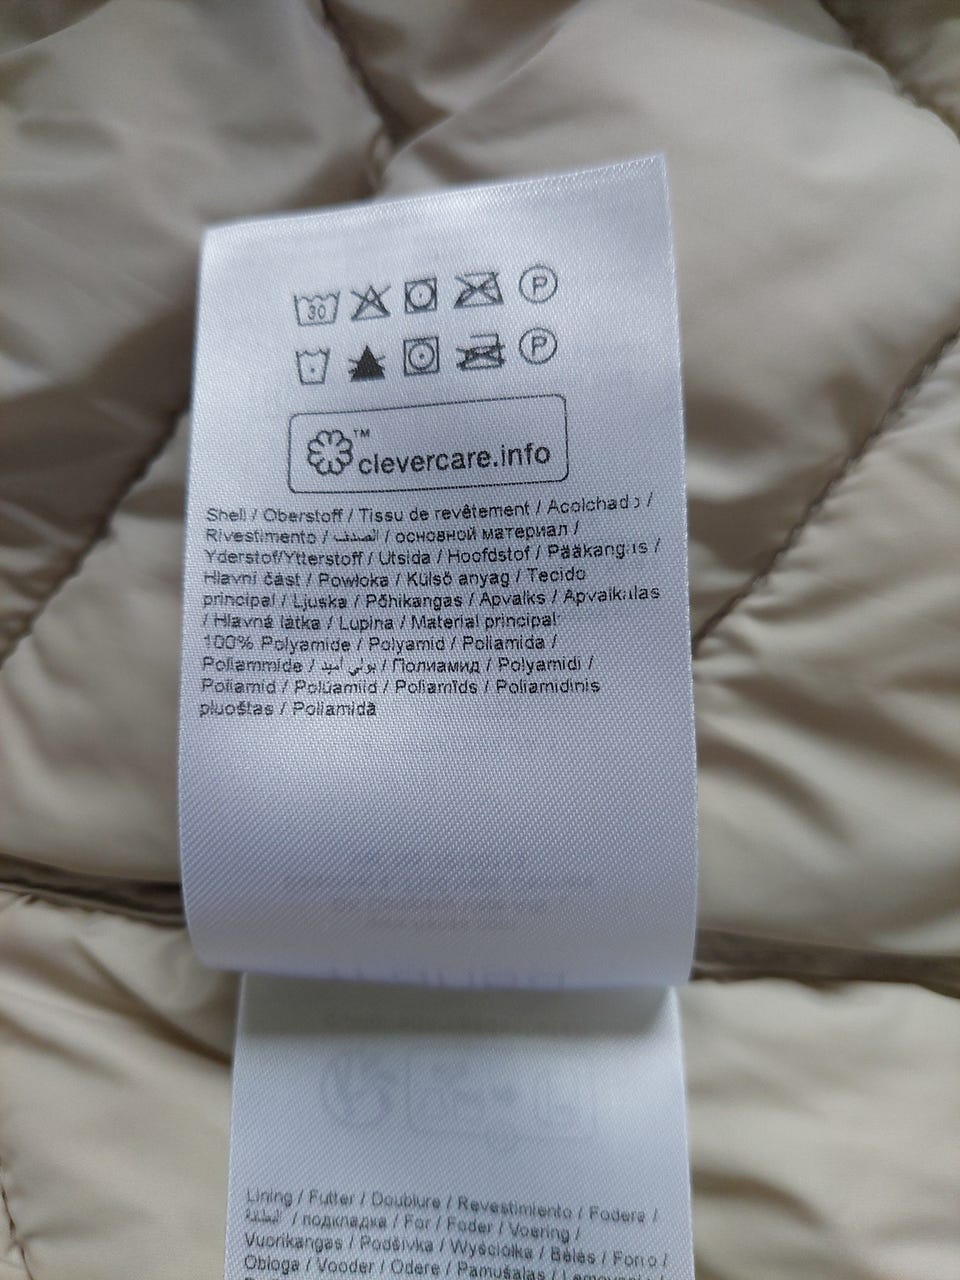 30 P
P
™
clevercare.info
Shell / Oberstoff / Tissu de revêtement / Acolchado /
Rivestimento / الصدف / основной материал /
Yderstof/Ytterstoff / Utsida / Hoofdstof / Pääkangas /
Hlavní část / Powłoka / Külső anyag / Tecido
principal / Ljuska / Põhikangas / Apvalks / Apvalkalas
/ Hlavná látka / Lupina / Material principal
100% Polyamide / Polyamid / Poliamida /
Poliammide / بولي أميد / Полиамид / Polyamidi /
Poliamid / Polüamiid / Poliamīds / Poliamidinis
pluoštas / Poliamidă
Lining / Futter / Doublure / Revestimiento / Fodera /
/ подкладка / For / Foder / Voering /
Vuorikangas / Podšívka / Wyściółka / Bélés / Forro /
Obloga / Vooder / Odere / Pamušalas /